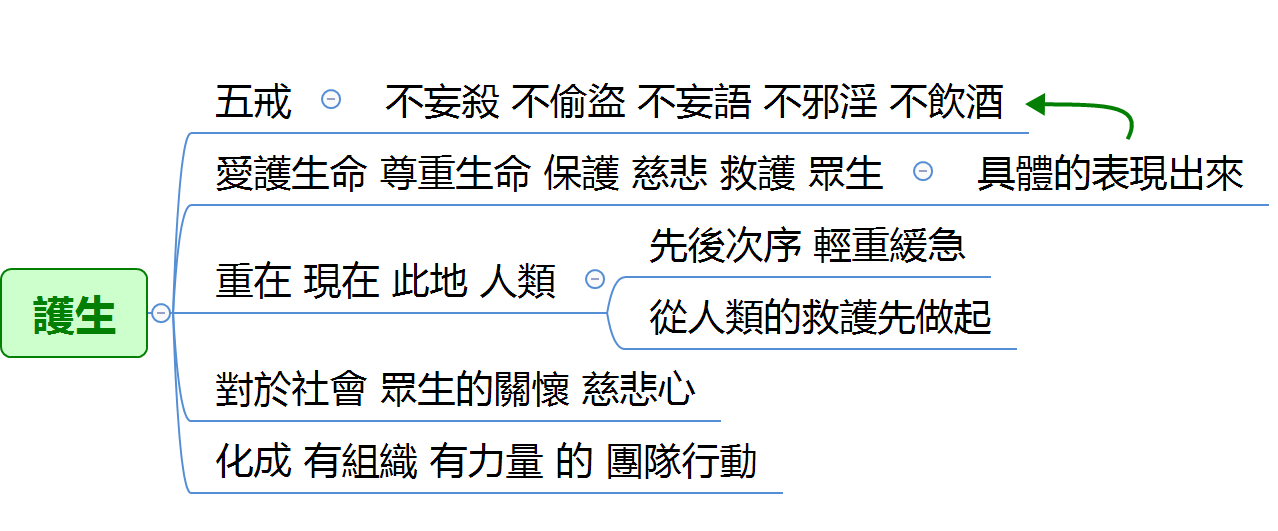 五戒 不妄殺 不偷盜 不妄語 不邪淫 不飲酒
愛護生命 尊重生命 保護 慈悲 救護 眾生 具體的表現出來
先後次序 輕重緩急
重在 現在 此地 人類
從人類的救護先做起
護生
對於社會 眾生的關懷 慈悲心
化成 有組織 有力量 的 團隊行動